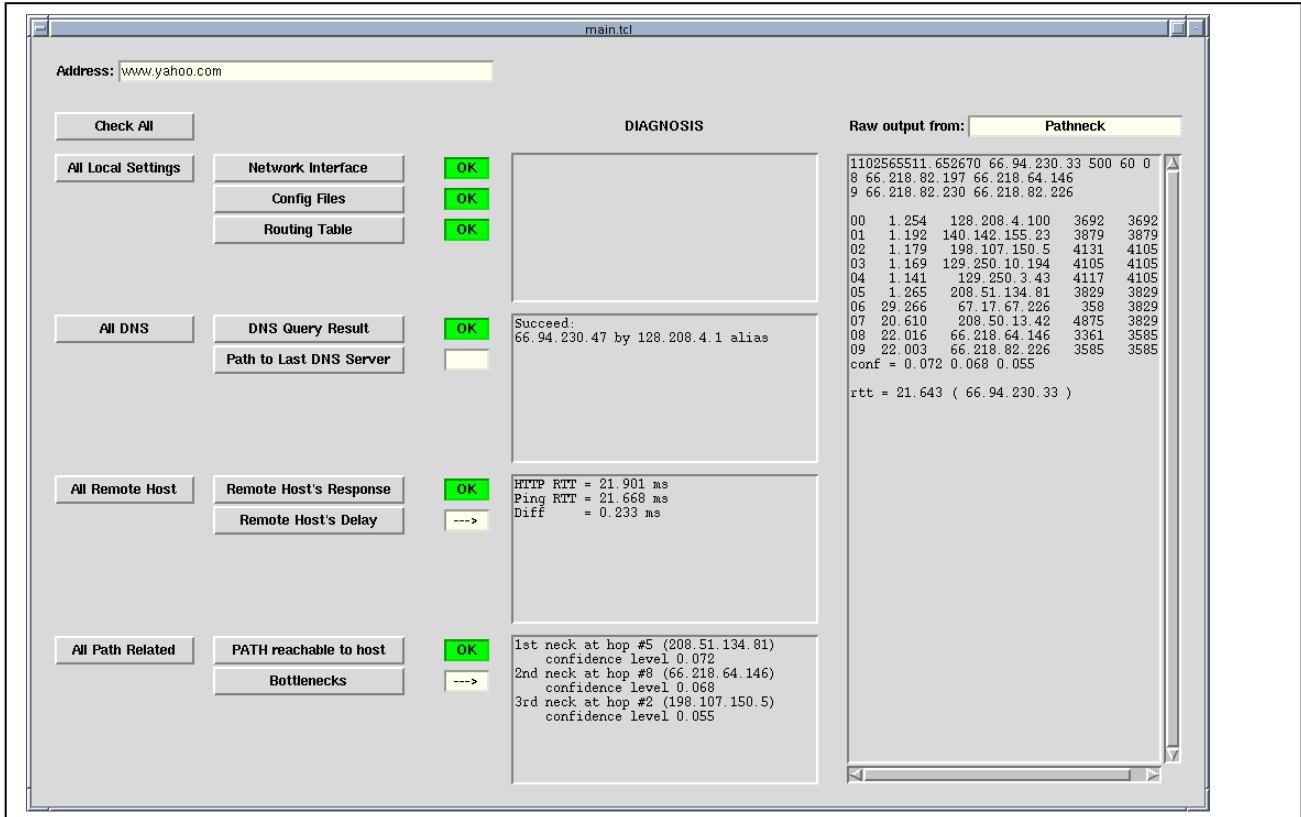 main.tcl
Address: www.yahoo.com
Check All
DIAGNOSIS
Raw output from: Pathneck
All Local Settings
Network Interface OK
Config Files OK
Routing Table OK
All DNS
DNS Query Result OK
Path to Last DNS Server
Succeed:
66.94.230.47 by 128.208.4.1 alias
All Remote Host
Remote Host's Response OK
Remote Host's Delay --->
HTTP RTT = 21.901 ms
Ping RTT = 21.668 ms
Diff     = 0.233 ms
All Path Related
PATH reachable to host OK
Bottlenecks --->
1st neck at hop #5 (208.51.134.81)
confidence level 0.072
2nd neck at hop #8 (66.218.64.146)
confidence level 0.068
3rd neck at hop #2 (198.107.150.5)
confidence level 0.055
1102565511.652670 66.94.230.33 500 60 0
8 66.218.82.197 66.218.64.146
9 66.218.82.230 66.218.82.226
00 1.254 128.208.4.100 3692 3692
01 1.192 140.142.155.23 3879 3879
02 1.179 198.107.150.5 4131 4105
03 1.169 129.250.10.194 4105 4105
04 1.141 129.250.3.43 4117 4105
05 1.265 208.51.134.81 3829 3829
06 29.266 67.17.67.226 358 3829
07 20.610 208.50.13.42 4875 3829
08 22.016 66.218.64.146 3361 3585
09 22.003 66.218.82.226 3585 3585
conf = 0.072 0.068 0.055
rtt = 21.643 ( 66.94.230.33 )